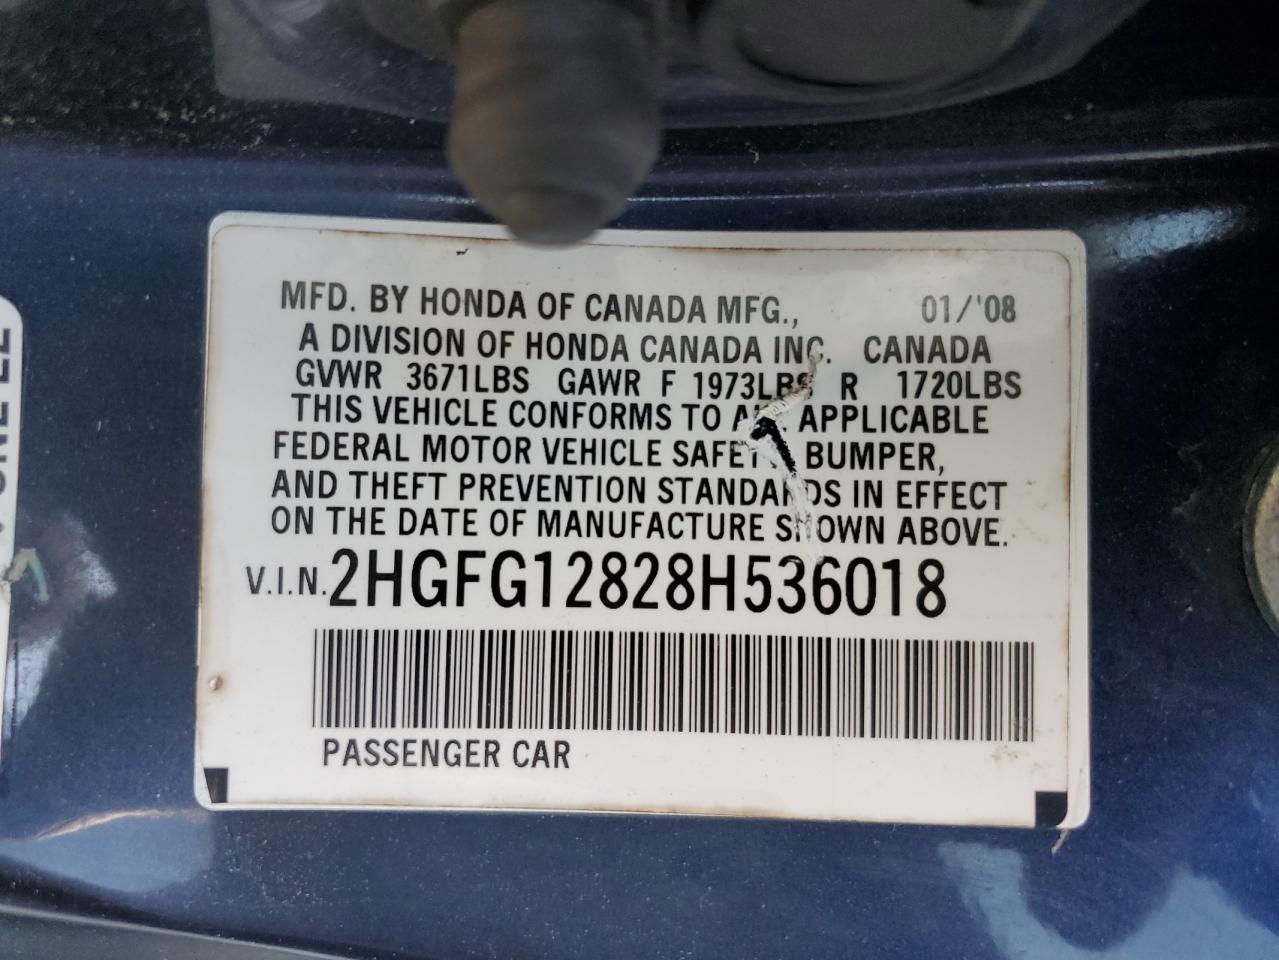 MFD. BY HONDA OF CANADA MFG., 01/'08
A DIVISION OF HONDA CANADA INC. CANADA
GVWR 3671LBS GAWR F 1973LBS R 1720LBS
THIS VEHICLE CONFORMS TO ALL APPLICABLE
FEDERAL MOTOR VEHICLE SAFETY, BUMPER,
AND THEFT PREVENTION STANDARDS IN EFFECT
ON THE DATE OF MANUFACTURE SHOWN ABOVE.
V.I.N. 2HGFG12828H536018
PASSENGER CAR